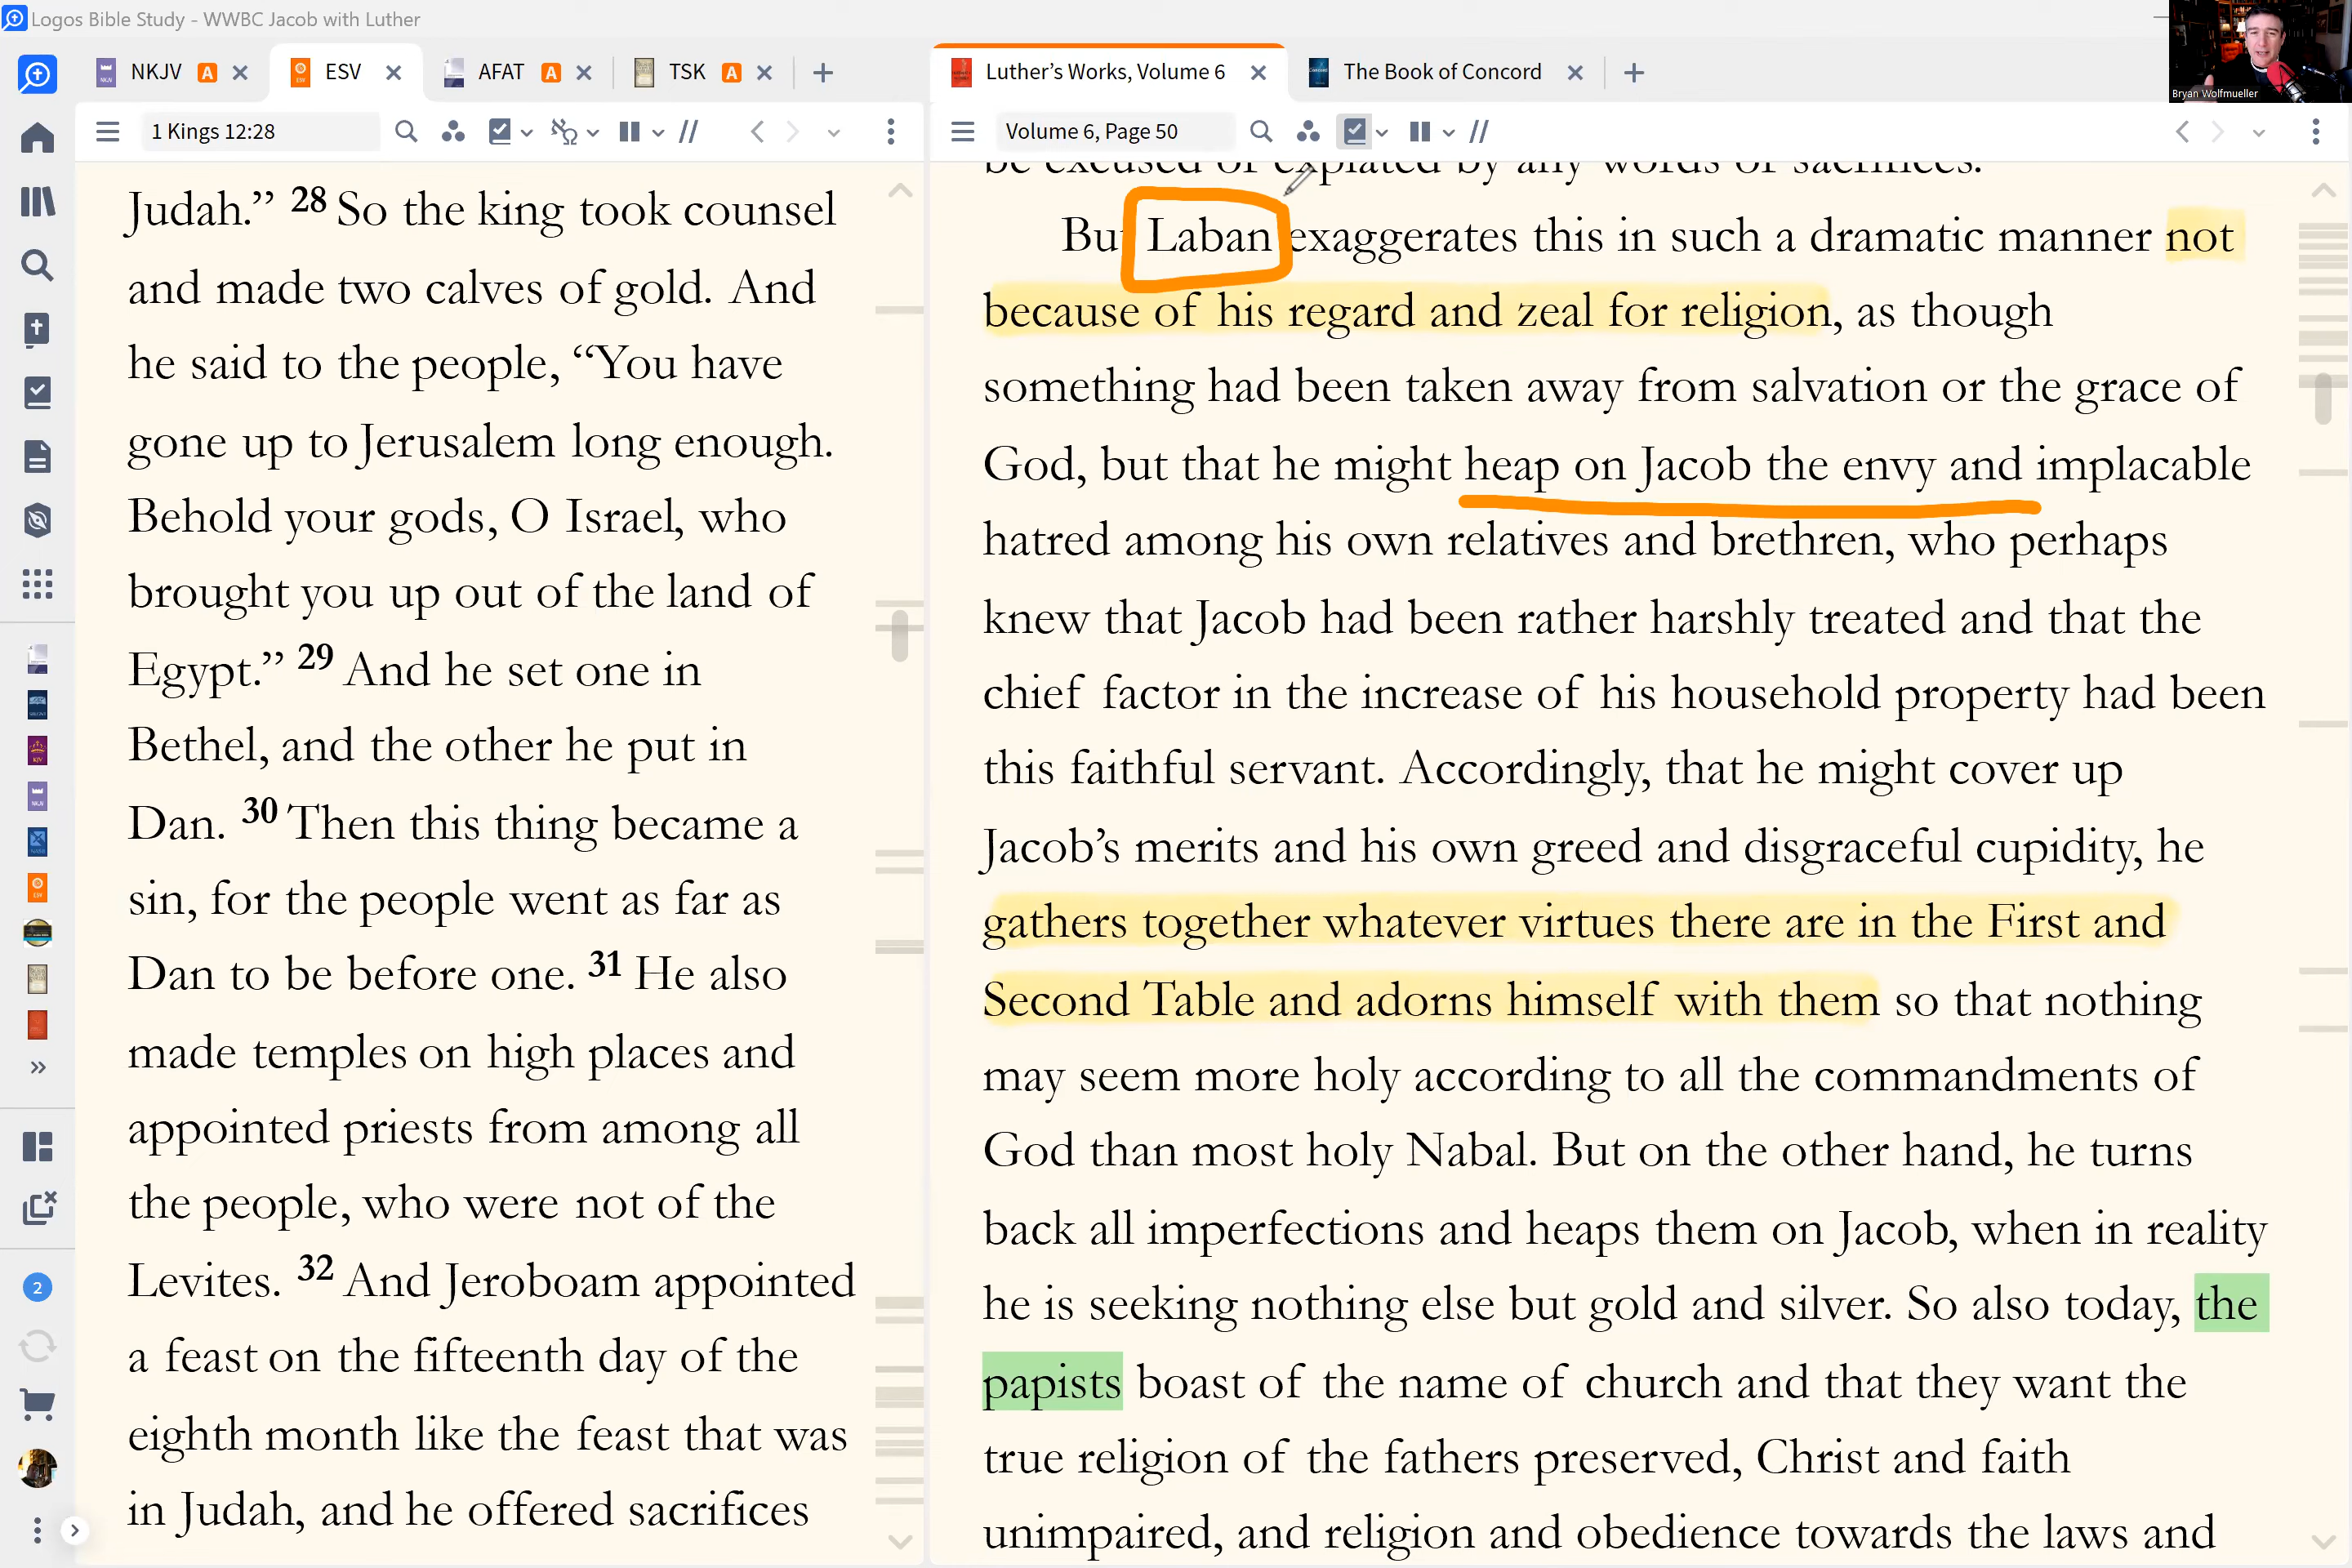 Logos Bible Study - WWBC Jacob with Luther
Bryan Wolfmueller
NKJV A ESV AFAT A TSK A
1 Kings 12:28
Judah.” 28 So the king took counsel
and made two calves of gold. And
he said to the people, “You have
gone up to Jerusalem long enough.
Behold your gods, O Israel, who
brought you up out of the land of
Egypt.” 29 And he set one in
Bethel, and the other he put in
Dan. 30 Then this thing became a
sin, for the people went as far as
Dan to be before one. 31 He also
made temples on high places and
appointed priests from among all
the people, who were not of the
Levites. 32 And Jeroboam appointed
a feast on the fifteenth day of the
eighth month like the feast that was
in Judah, and he offered sacrifices
2
Luther’s Works, Volume 6 The Book of Concord
Volume 6, Page 50
be excused or expiated by any words or sacrifices.
But Laban exaggerates this in such a dramatic manner not
because of his regard and zeal for religion, as though
something had been taken away from salvation or the grace of
God, but that he might heap on Jacob the envy and implacable
hatred among his own relatives and brethren, who perhaps
knew that Jacob had been rather harshly treated and that the
chief factor in the increase of his household property had been
this faithful servant. Accordingly, that he might cover up
Jacob’s merits and his own greed and disgraceful cupidity, he
gathers together whatever virtues there are in the First and
Second Table and adorns himself with them so that nothing
may seem more holy according to all the commandments of
God than most holy Nabal. But on the other hand, he turns
back all imperfections and heaps them on Jacob, when in reality
he is seeking nothing else but gold and silver. So also today, the
papists boast of the name of church and that they want the
true religion of the fathers preserved, Christ and faith
unimpaired, and religion and obedience towards the laws and